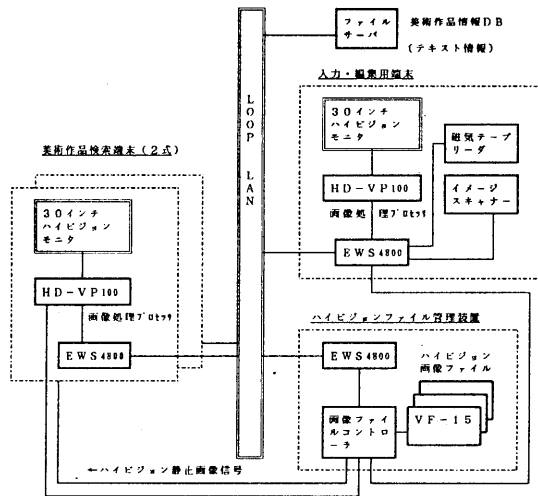 ファイル
サーバ
美術作品情報DB
(テキスト情報)
入力・編集用端末
LOOP LAN
30インチ
ハイビジョン
モニタ
磁気テープ
リーダ
HD-VP100
画像処理プロセッサ
イメージ
スキャナー
EWS4800
美術作品検索端末(2式)
30インチ
ハイビジョン
モニタ
HD-VP100
画像処理プロセッサ
EWS4800
ハイビジョンファイル管理装置
EWS4800
ハイビジョン
画像ファイル
画像ファイ
ルコントロ
ーラ
VF-15
←ハイビジョン静止画像信号